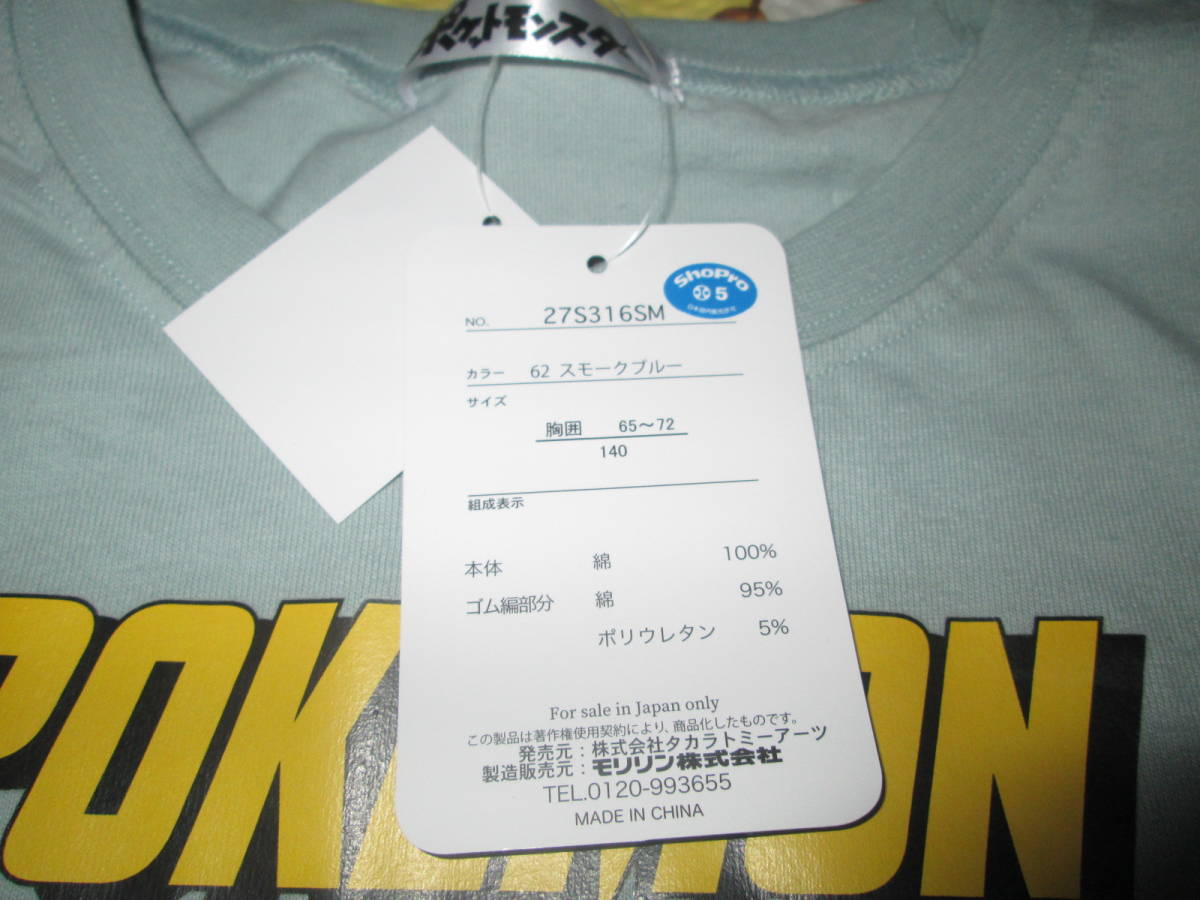 ポケットモンスター
ShoPro
5
NO. 27S316SM
カラー 62 スモークブルー
サイズ
胸囲 65～72
140
組成表示
本体 綿 100%
ゴム編部分 綿 95%
ポリウレタン 5%
For sale in Japan only
この製品は著作権使用契約により、商品化したものです。
発売元：株式会社タカラトミーアーツ
製造販売元：モリリン株式会社
TEL.0120-993655
MADE IN CHINA
POKÉMON